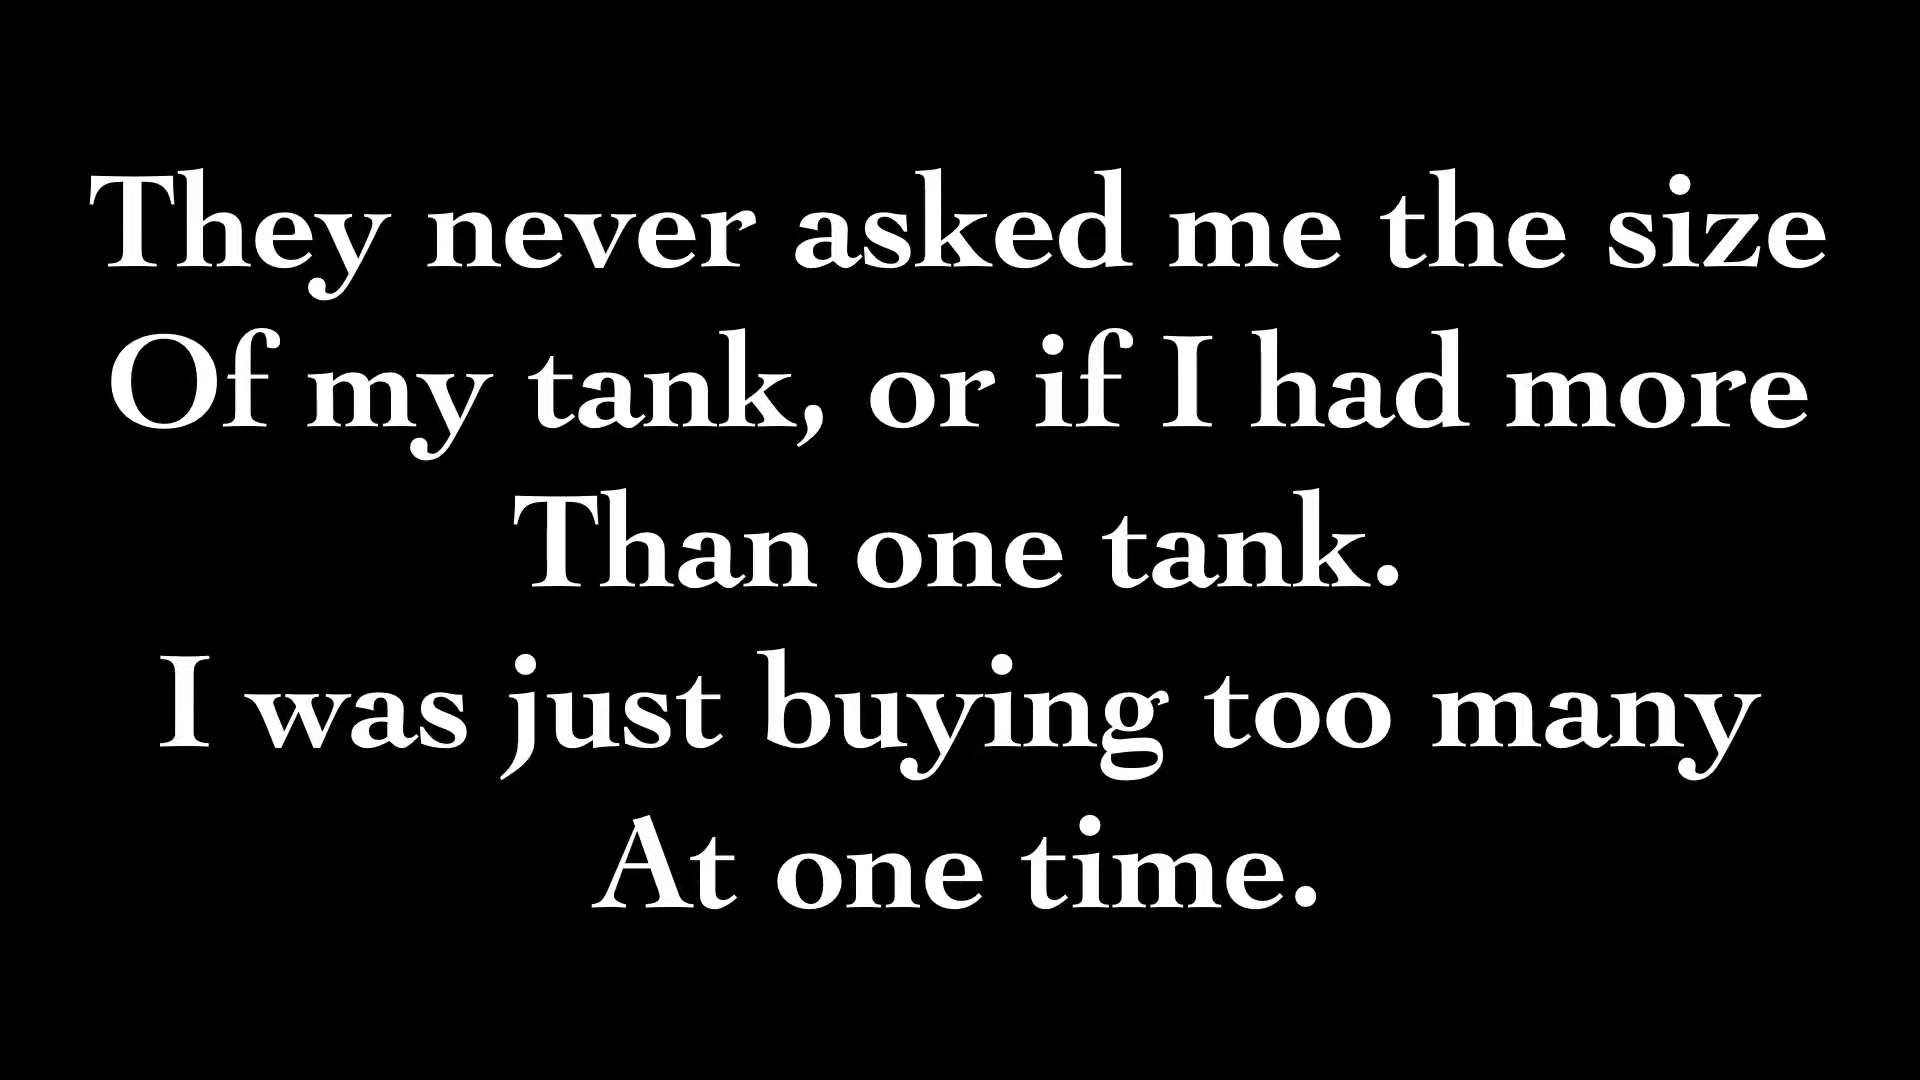 They never asked me the size
Of my tank, or if I had more
Than one tank.
I was just buying too many
At one time.